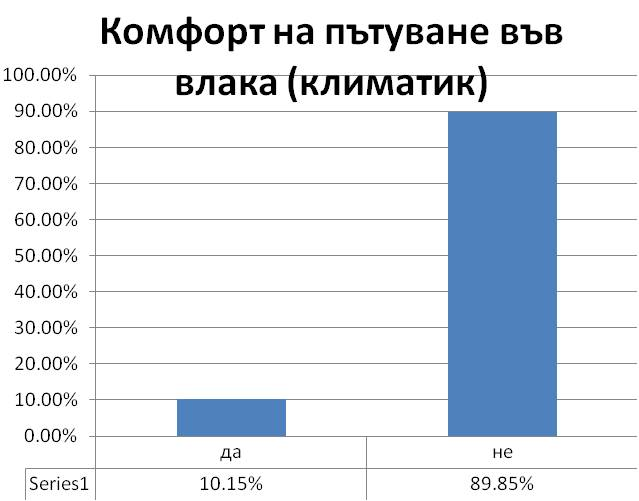 Комфорт на пътуване във
влака (климатик)
100.00%
90.00%
80.00%
70.00%
60.00%
50.00%
40.00%
30.00%
20.00%
10.00%
0.00%
да не
Series1 10.15% 89.85%